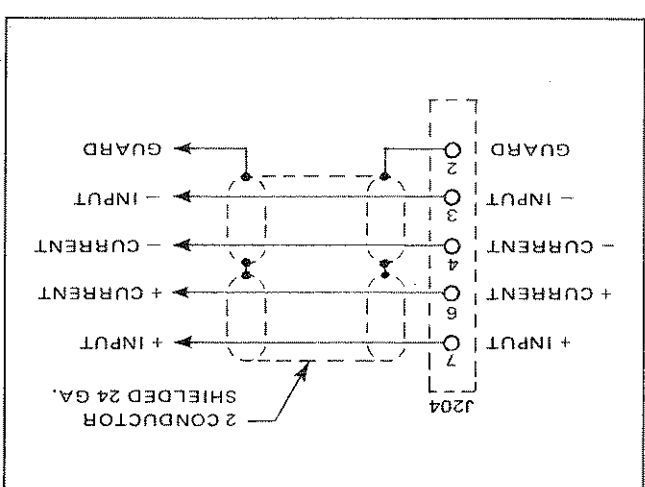 2 CONDUCTOR
SHIELDED 24 GA.
J204
+ INPUT 7 + INPUT
+ CURRENT 6 + CURRENT
− CURRENT 4 − CURRENT
− INPUT 3 − INPUT
GUARD 2 GUARD